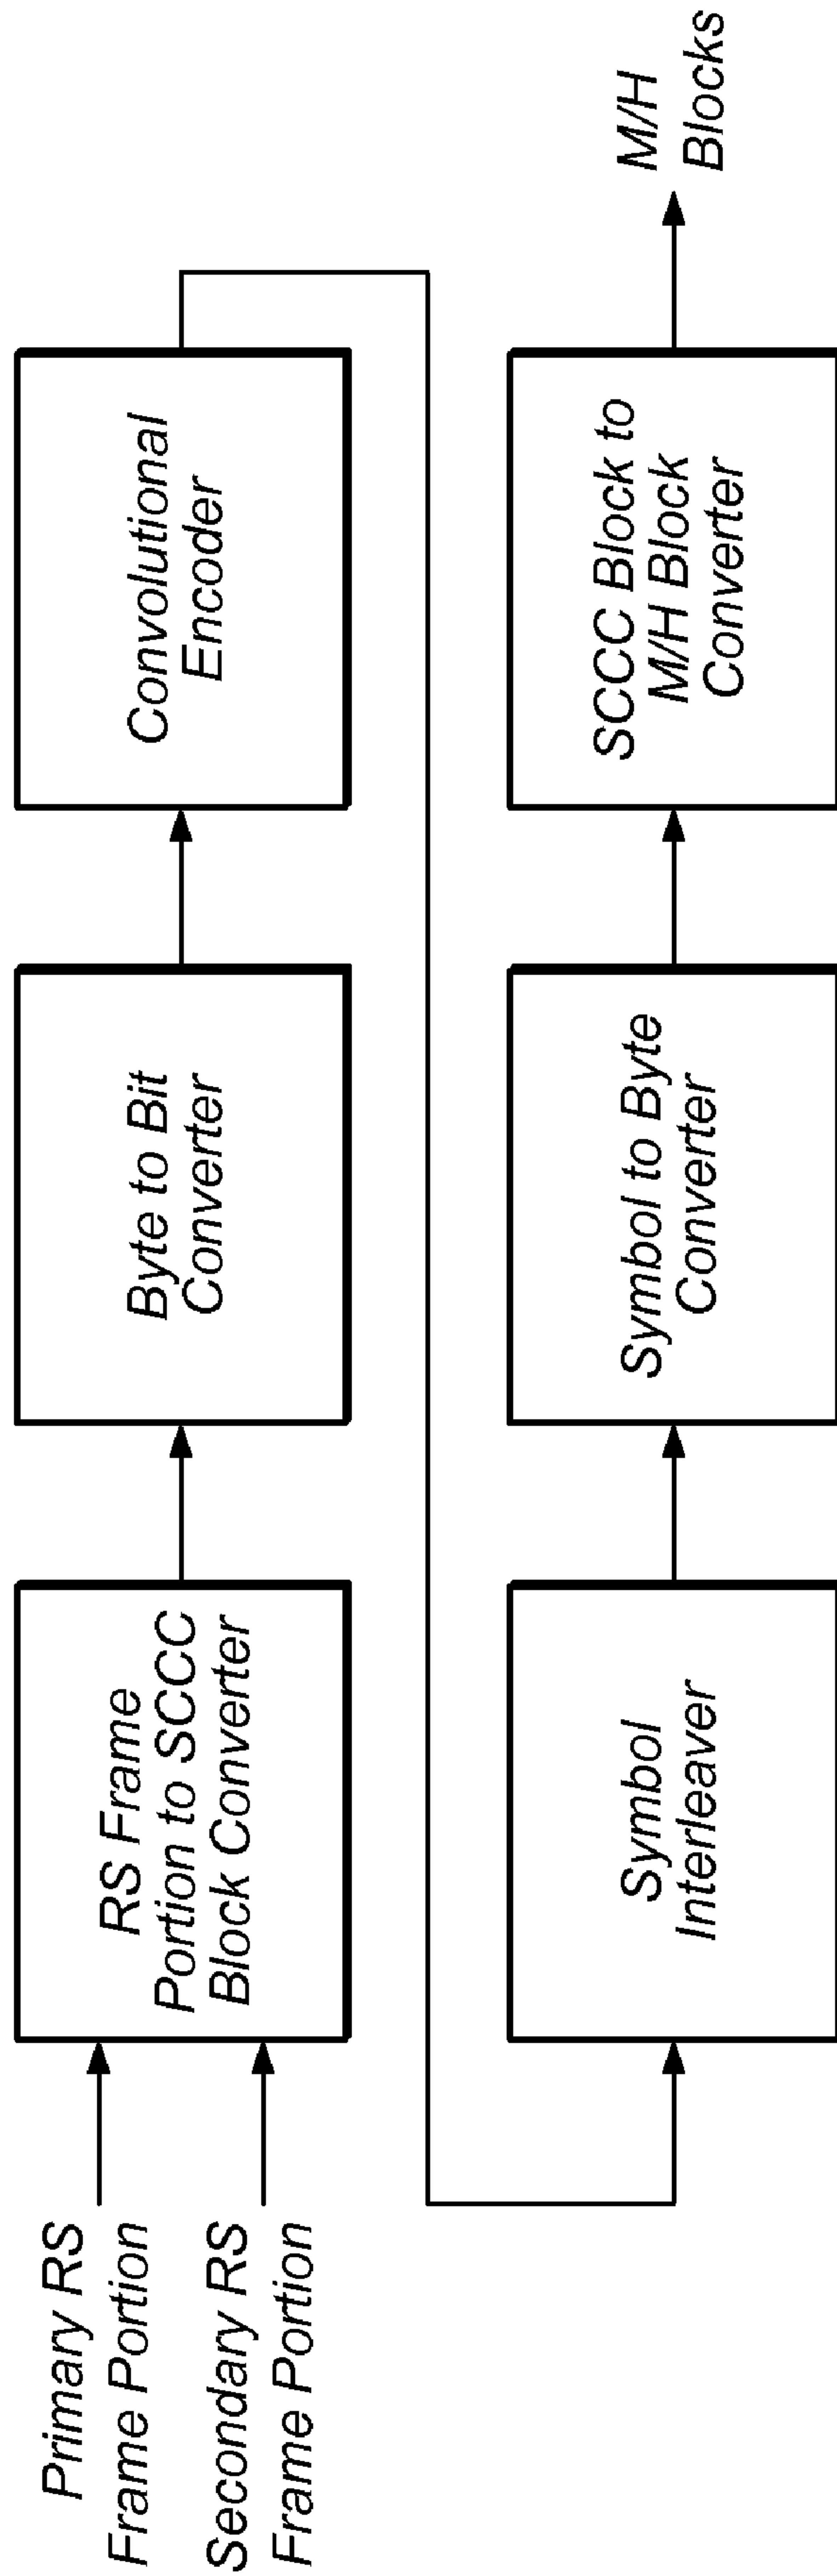 Primary RS
Frame Portion
Secondary RS
Frame Portion
RS Frame
Portion to SCCC
Block Converter
Byte to Bit
Converter
Convolutional
Encoder
Symbol
Interleaver
Symbol to Byte
Converter
SCCC Block to
M/H Block
Converter
M/H
Blocks